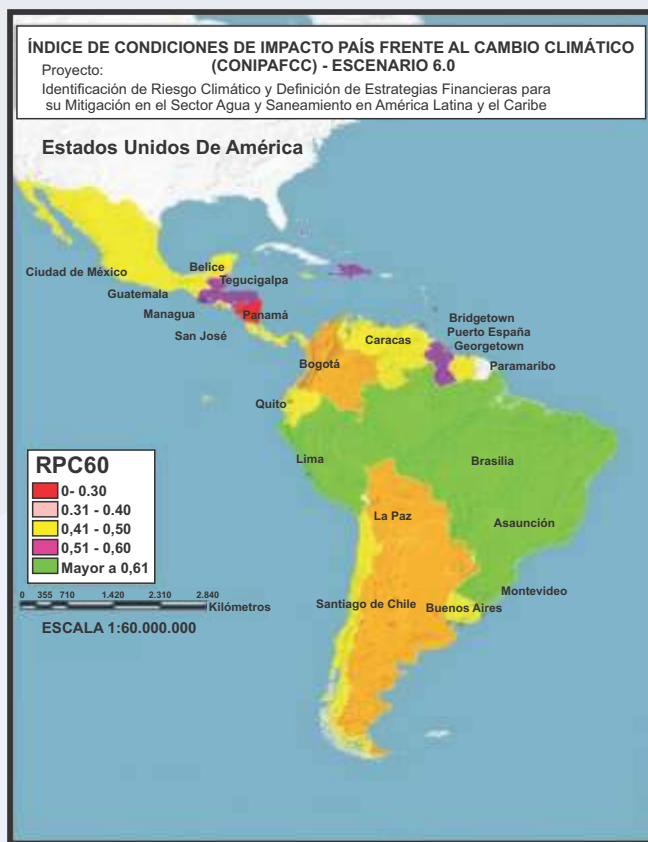 ÍNDICE DE CONDICIONES DE IMPACTO PAÍS FRENTE AL CAMBIO CLIMÁTICO
(CONIPAFCC) - ESCENARIO 6.0
Proyecto:
Identificación de Riesgo Climático y Definición de Estrategias Financieras para
su Mitigación en el Sector Agua y Saneamiento en América Latina y el Caribe
Estados Unidos De América
Ciudad de México
Belice
Tegucigalpa
Guatemala
Managua
Panamá
San José
Caracas
Bridgetown
Puerto España
Georgetown
Paramaribo
Bogotá
Quito
Lima
Brasilia
La Paz
Asaunción
Montevideo
Santiago de Chile
Buenos Aires
RPC60
0- 0.30
0.31 - 0.40
0,41 - 0,50
0,51 - 0,60
Mayor a 0,61
0 355 710 1.420 2.310 2.840
Kilómetros
ESCALA 1:60.000.000